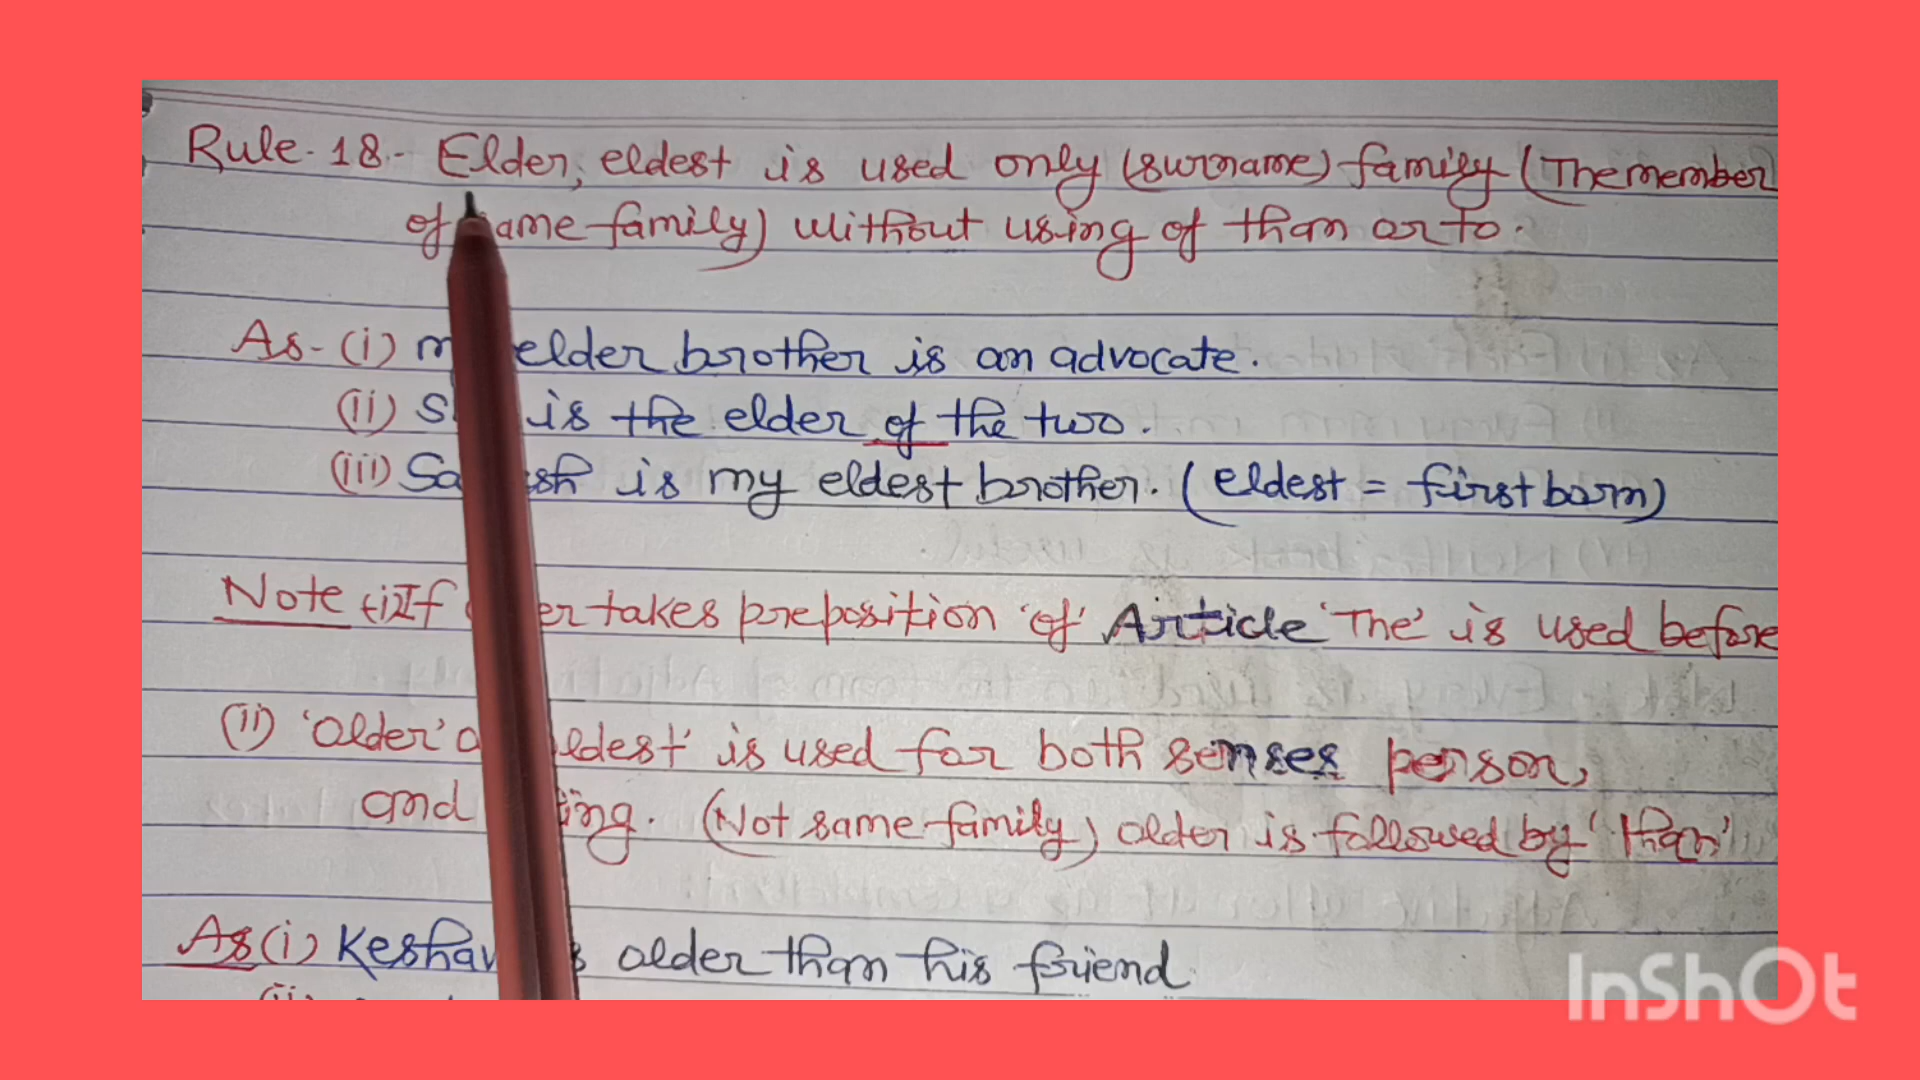 Rule-18- Elder, eldest is used only (surname) family (The member
of same family) without using of than or to.
As- (i) my elder brother is an advocate.
(ii) is the elder of the two.
(iii) is my eldest brother. (eldest = first born)
Note (i) If takes preposition 'of' Article 'The' is used before
(ii) 'Older' is used for both senses person,
and (Not same family) older is followed by 'than'
As (i) Keshav older than his friend
InShOt